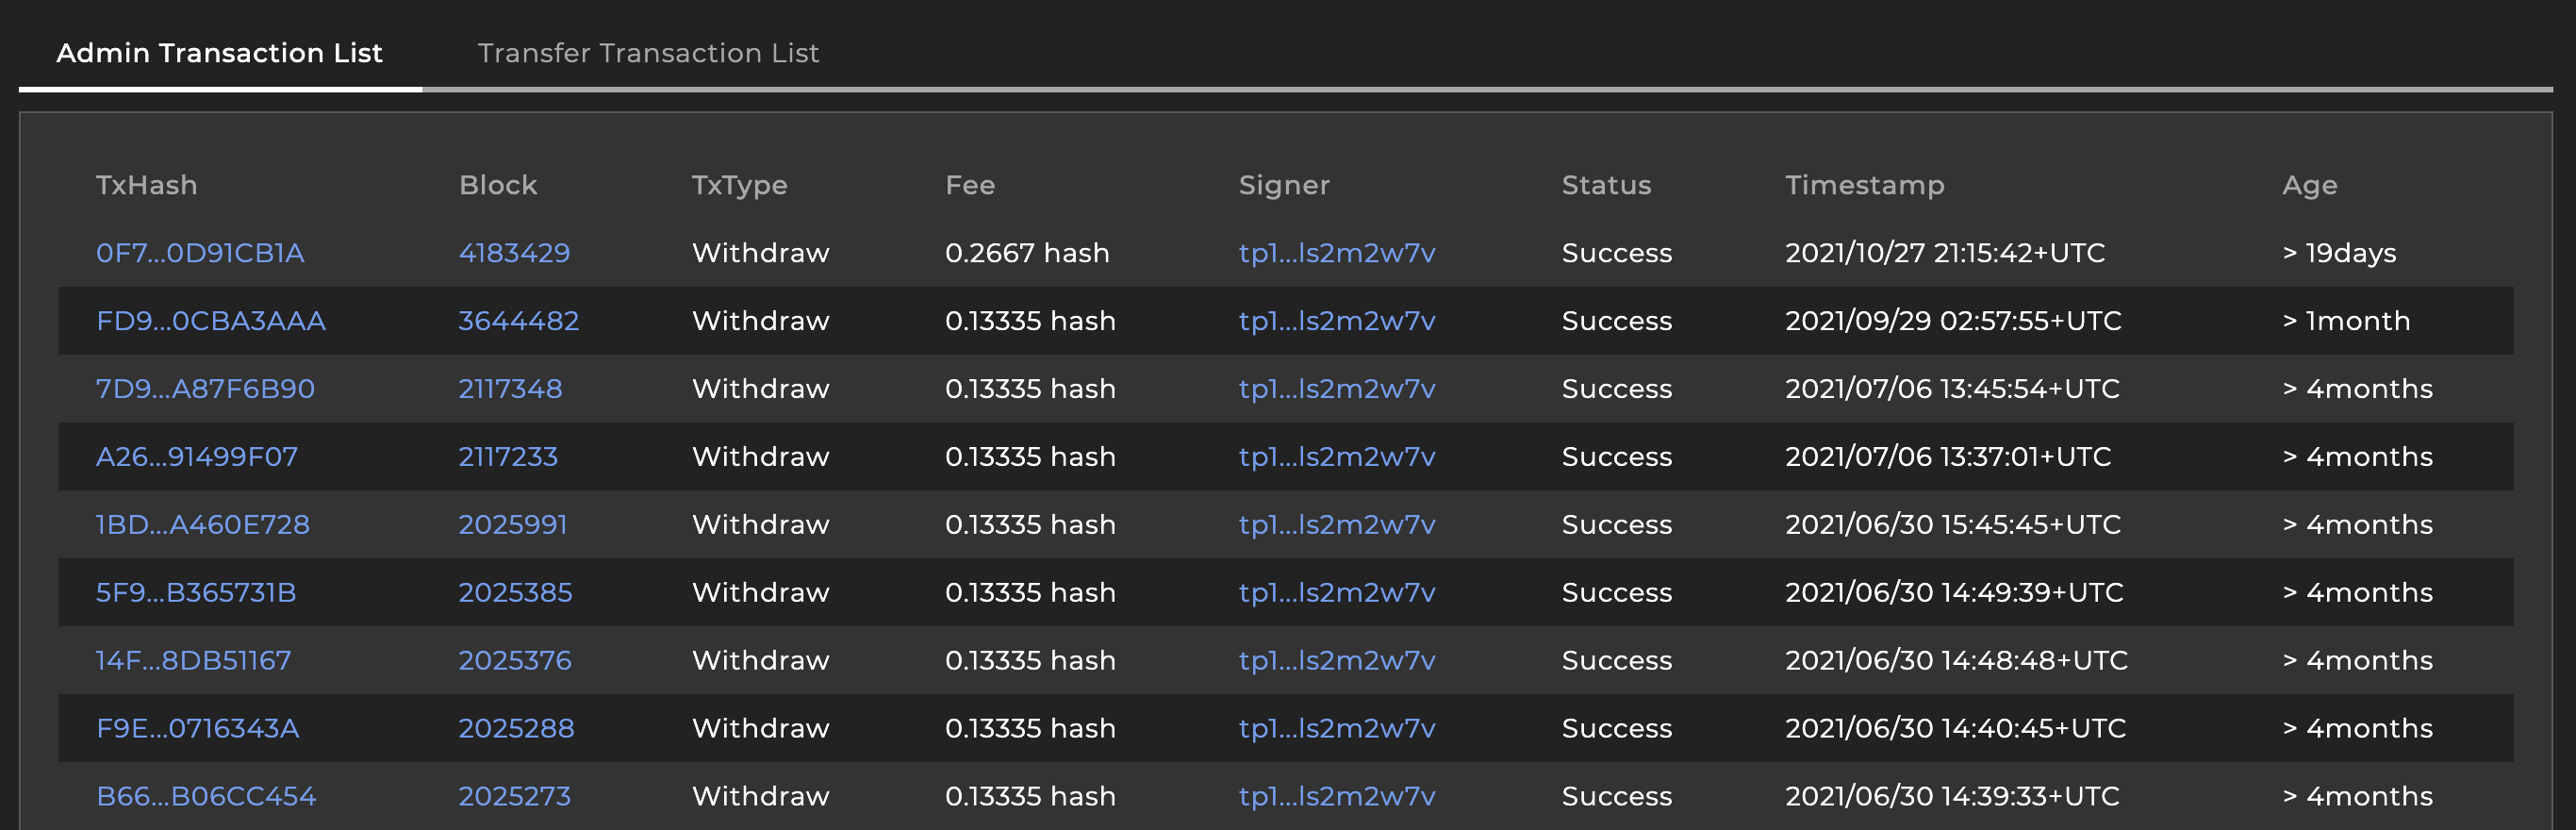 Admin Transaction List Transfer Transaction List
TxHash Block TxType Fee Signer Status Timestamp Age
0F7...0D91CB1A 4183429 Withdraw 0.2667 hash tp1...ls2m2w7v Success 2021/10/27 21:15:42+UTC > 19days
FD9...0CBA3AAA 3644482 Withdraw 0.13335 hash tp1...ls2m2w7v Success 2021/09/29 02:57:55+UTC > 1month
7D9...A87F6B90 2117348 Withdraw 0.13335 hash tp1...ls2m2w7v Success 2021/07/06 13:45:54+UTC > 4months
A26...91499F07 2117233 Withdraw 0.13335 hash tp1...ls2m2w7v Success 2021/07/06 13:37:01+UTC > 4months
1BD...A460E728 2025991 Withdraw 0.13335 hash tp1...ls2m2w7v Success 2021/06/30 15:45:45+UTC > 4months
5F9...B365731B 2025385 Withdraw 0.13335 hash tp1...ls2m2w7v Success 2021/06/30 14:49:39+UTC > 4months
14F...8DB51167 2025376 Withdraw 0.13335 hash tp1...ls2m2w7v Success 2021/06/30 14:48:48+UTC > 4months
F9E...0716343A 2025288 Withdraw 0.13335 hash tp1...ls2m2w7v Success 2021/06/30 14:40:45+UTC > 4months
B66...B06CC454 2025273 Withdraw 0.13335 hash tp1...ls2m2w7v Success 2021/06/30 14:39:33+UTC > 4months